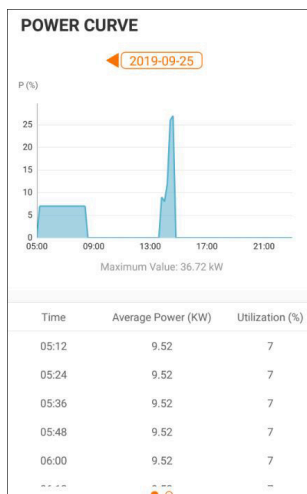 POWER CURVE
2019-09-25
P (%)
25
20
15
10
5
0
05:00 09:00 13:00 17:00 21:00
Maximum Value: 36.72 kW
Time Average Power (KW) Utilization (%)
05:12 9.52 7
05:24 9.52 7
05:36 9.52 7
05:48 9.52 7
06:00 9.52 7